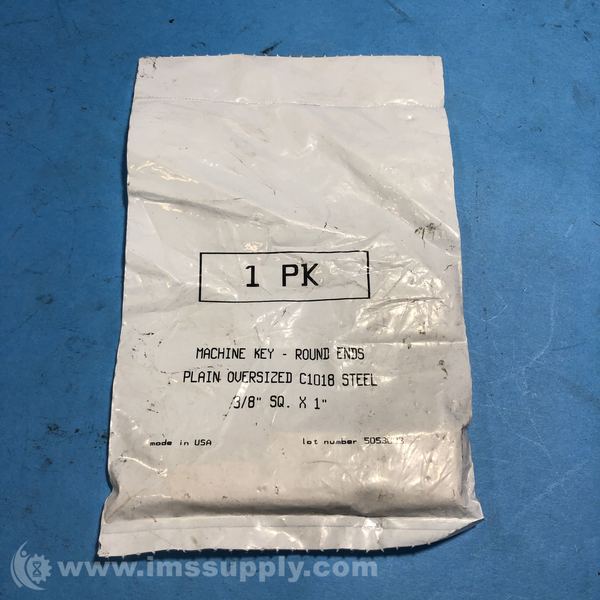 1 PK
MACHINE KEY - ROUND ENDS
PLAIN OVERSIZED C1018 STEEL
3/8" SQ. X 1"
made in USA lot number
www.imssupply.com